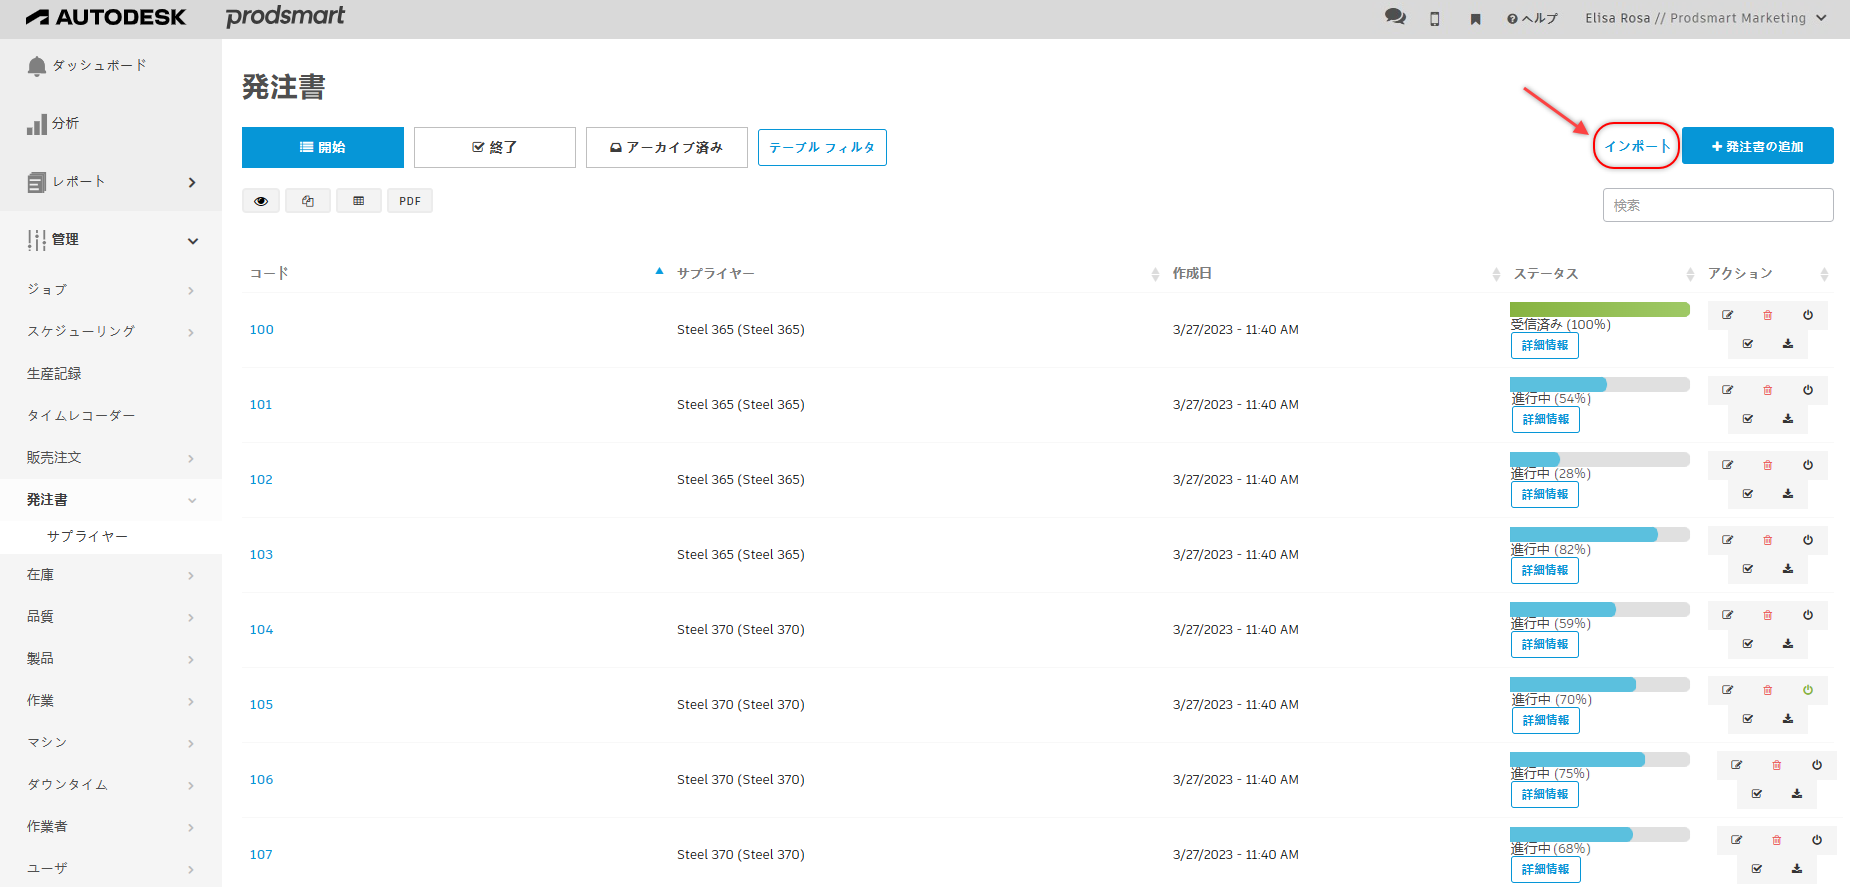 AUTODESK prodsmart ヘルプ Elisa Rosa // Prodsmart Marketing
ダッシュボード
分析
レポート
管理
ジョブ
スケジューリング
生産記録
タイムレコーダー
販売注文
発注書
サプライヤー
在庫
品質
製品
作業
マシン
ダウンタイム
作業者
ユーザ
発注書
開始 終了 アーカイブ済み テーブル フィルタ インポート 発注書の追加
PDF 検索
コード サプライヤー 作成日 ステータス アクション
100 Steel 365 (Steel 365) 3/27/2023 - 11:40 AM 受信済み (100%)
詳細情報
101 Steel 365 (Steel 365) 3/27/2023 - 11:40 AM 進行中 (54%)
詳細情報
102 Steel 365 (Steel 365) 3/27/2023 - 11:40 AM 進行中 (28%)
詳細情報
103 Steel 365 (Steel 365) 3/27/2023 - 11:40 AM 進行中 (82%)
詳細情報
104 Steel 370 (Steel 370) 3/27/2023 - 11:40 AM 進行中 (59%)
詳細情報
105 Steel 370 (Steel 370) 3/27/2023 - 11:40 AM 進行中 (70%)
詳細情報
106 Steel 370 (Steel 370) 3/27/2023 - 11:40 AM 進行中 (75%)
詳細情報
107 Steel 370 (Steel 370) 3/27/2023 - 11:40 AM 進行中 (68%)
詳細情報